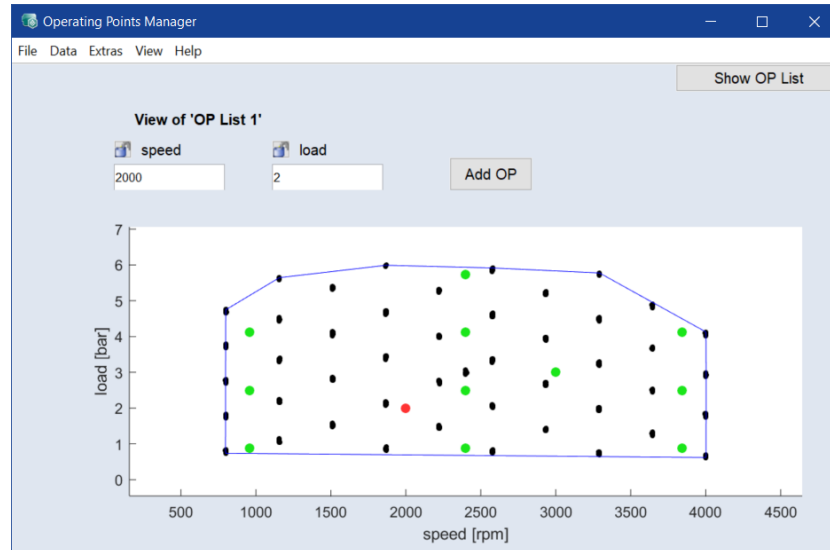 Operating Points Manager
File Data Extras View Help
Show OP List
View of 'OP List 1'
speed load
2000 2 Add OP
7
6
5
4
3
2
1
0
load [bar]
500 1000 1500 2000 2500 3000 3500 4000 4500
speed [rpm]